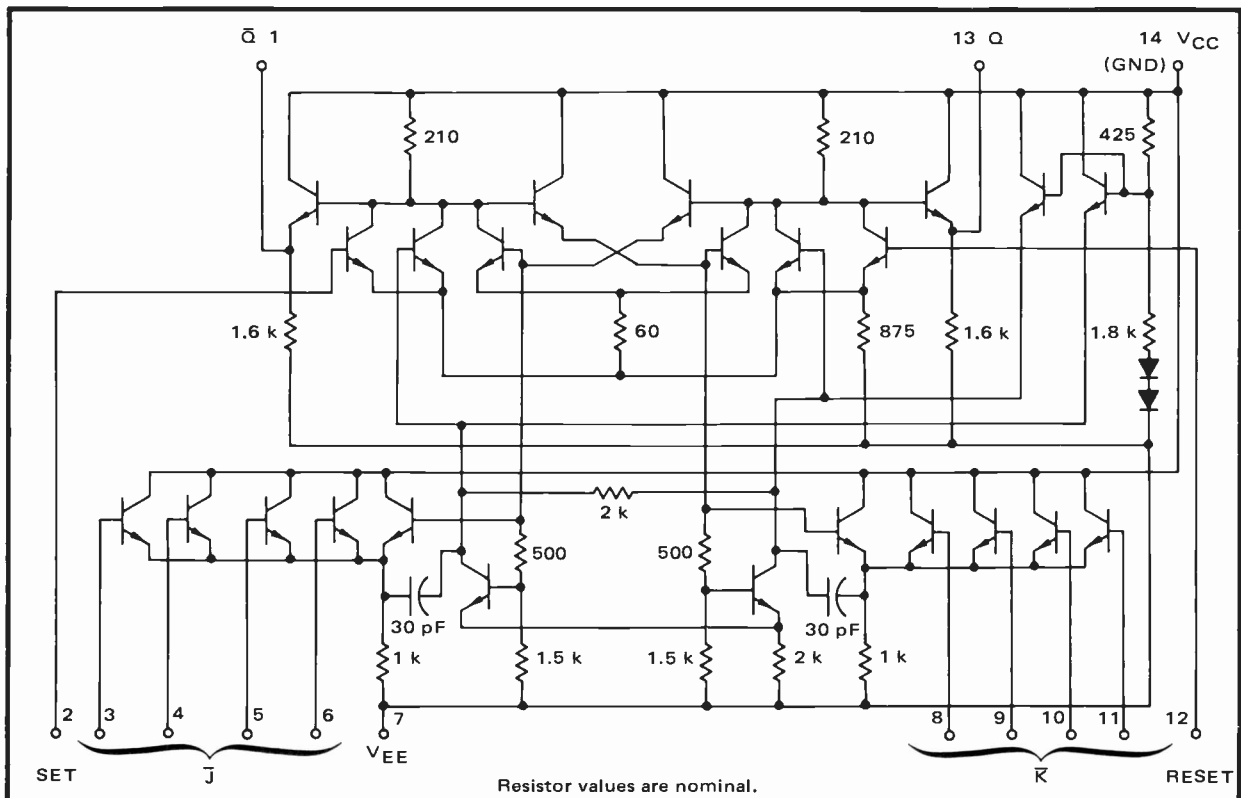 Q̄ 1
13 Q
14 VCC
(GND)
210
210
425
1.6 k
60
875
1.6 k
1.8 k
2 k
500
500
30 pF
30 pF
1 k
1.5 k
1.5 k
2 k
1 k
2
3
4
5
6
7
8
9
10
11
12
SET
J̄
VEE
K̄
RESET
Resistor values are nominal.